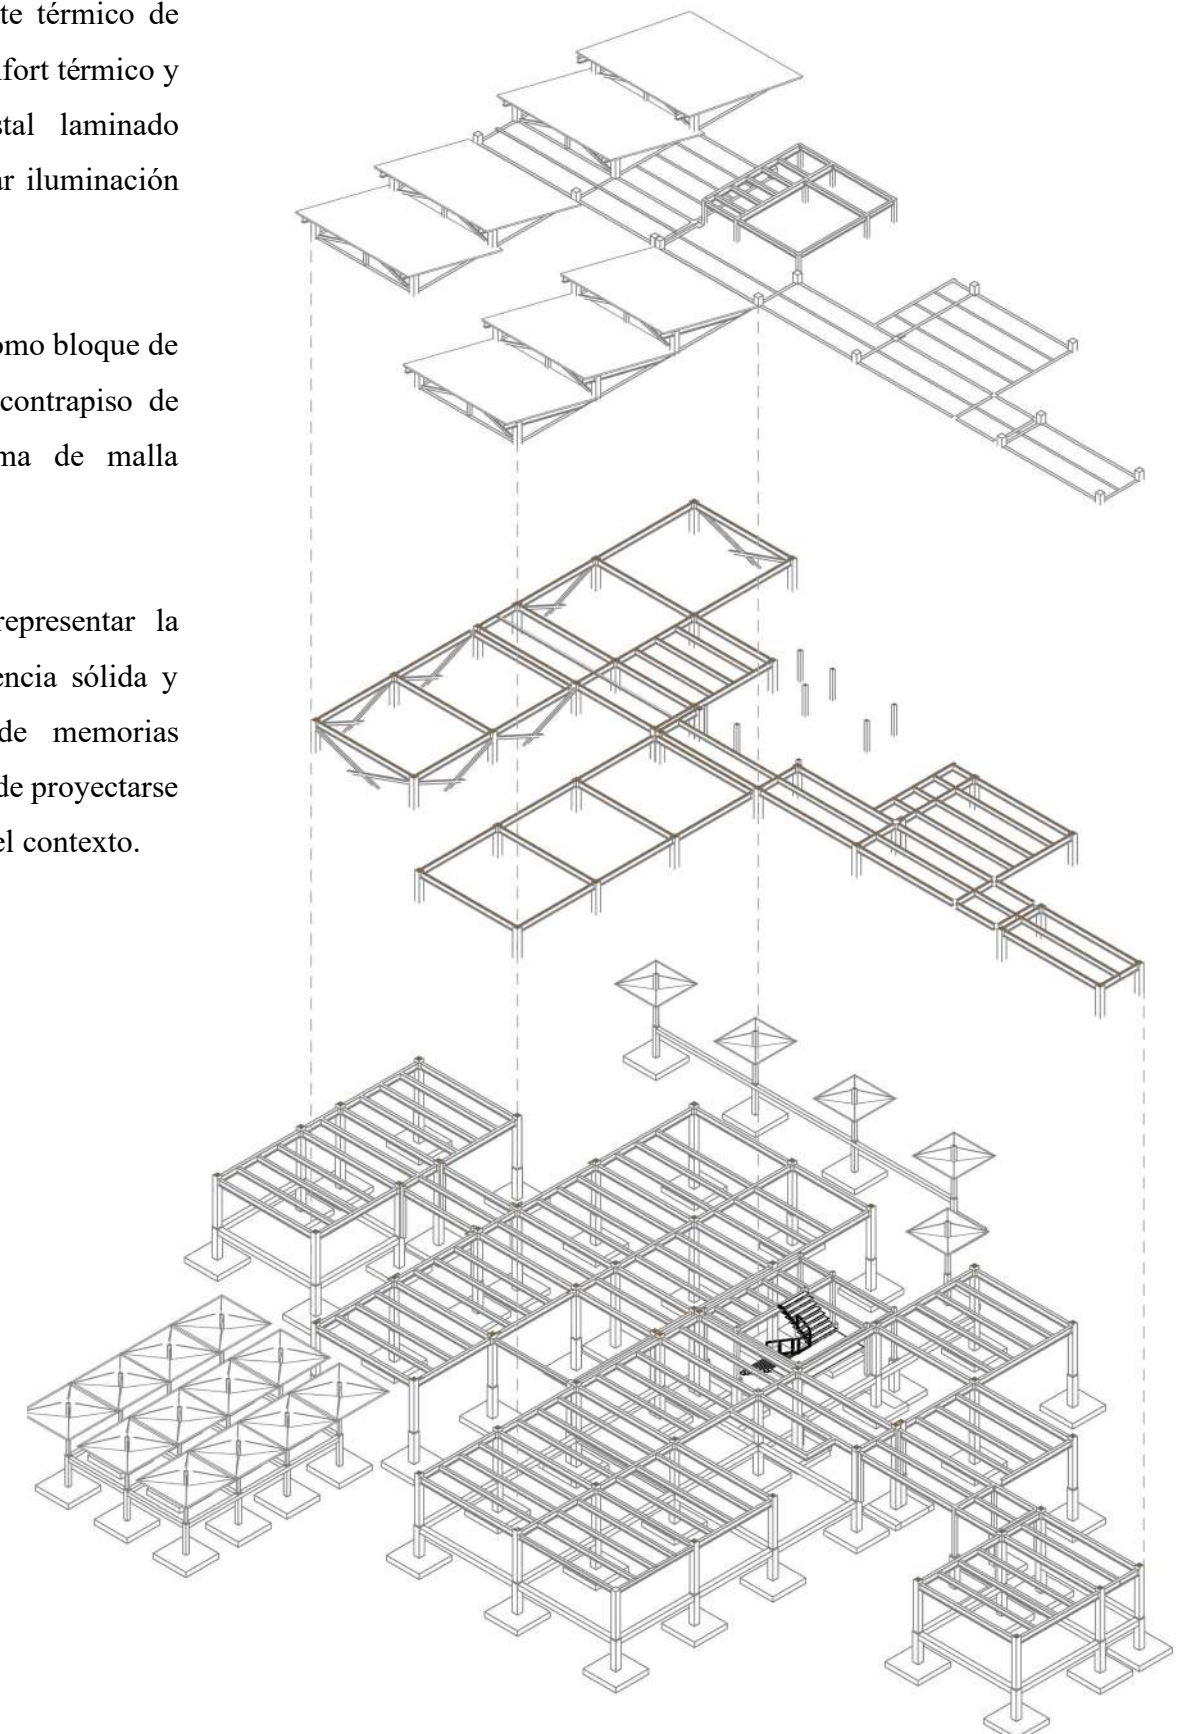 te térmico de
fort térmico y
stal laminado
ar iluminación
omo bloque de
contrapiso de
ma de malla
representar la
encia sólida y
de memorias
de proyectarse
el contexto.